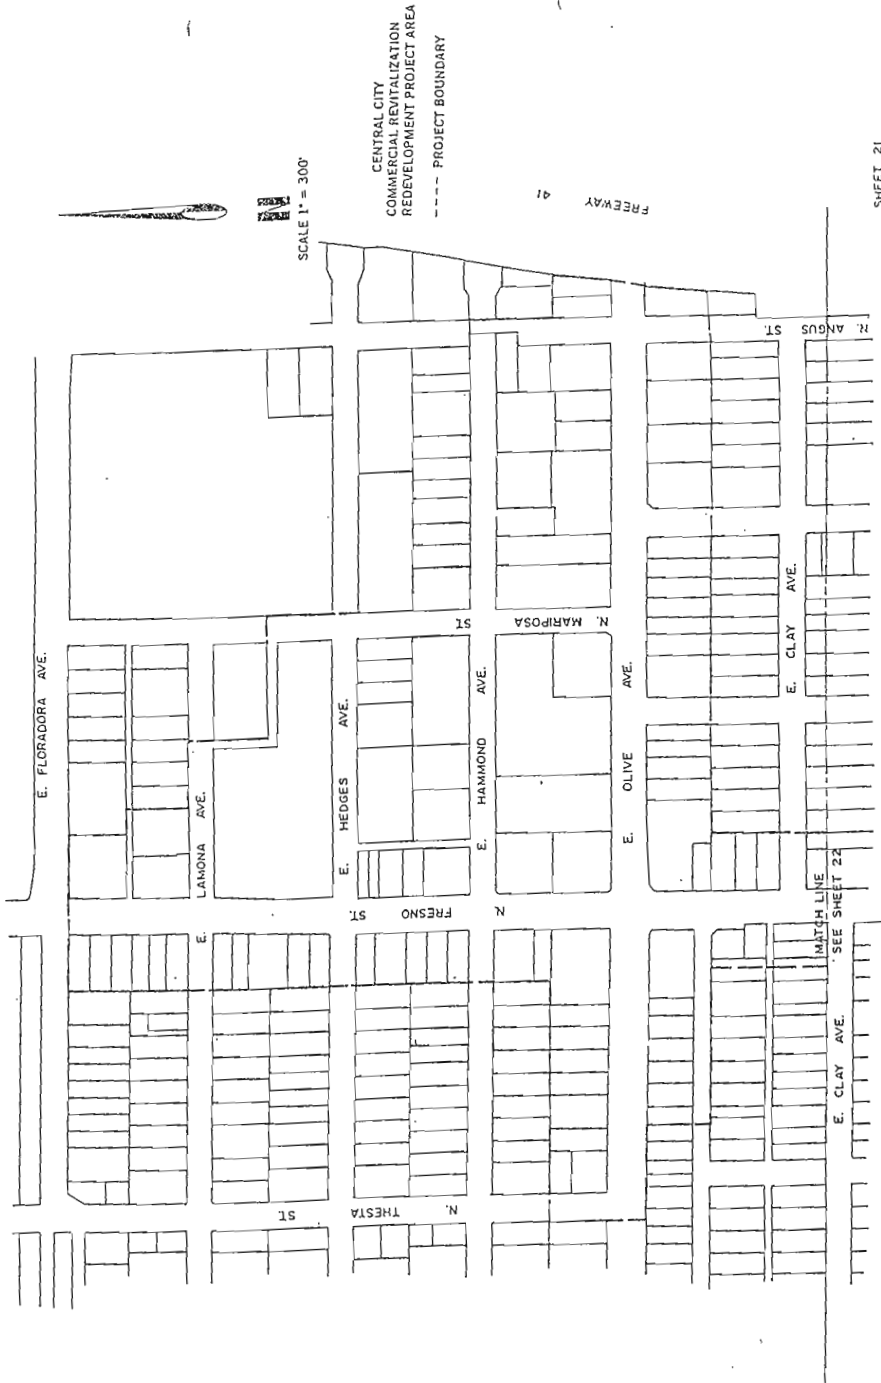 N
SCALE 1" = 300'
CENTRAL CITY
COMMERCIAL REVITALIZATION
REDEVELOPMENT PROJECT AREA
---- PROJECT BOUNDARY
FREEWAY 41
SHEET 21
N. ANGUS ST.
N. MARIPOSA ST
N. FRESNO ST.
N. THESTA ST.
E. FLORADORA AVE.
E. LAMONA AVE.
E. HEDGES AVE.
E. HAMMOND AVE.
E. OLIVE AVE.
E. CLAY AVE.
MATCH LINE
SEE SHEET 22
E. CLAY AVE.